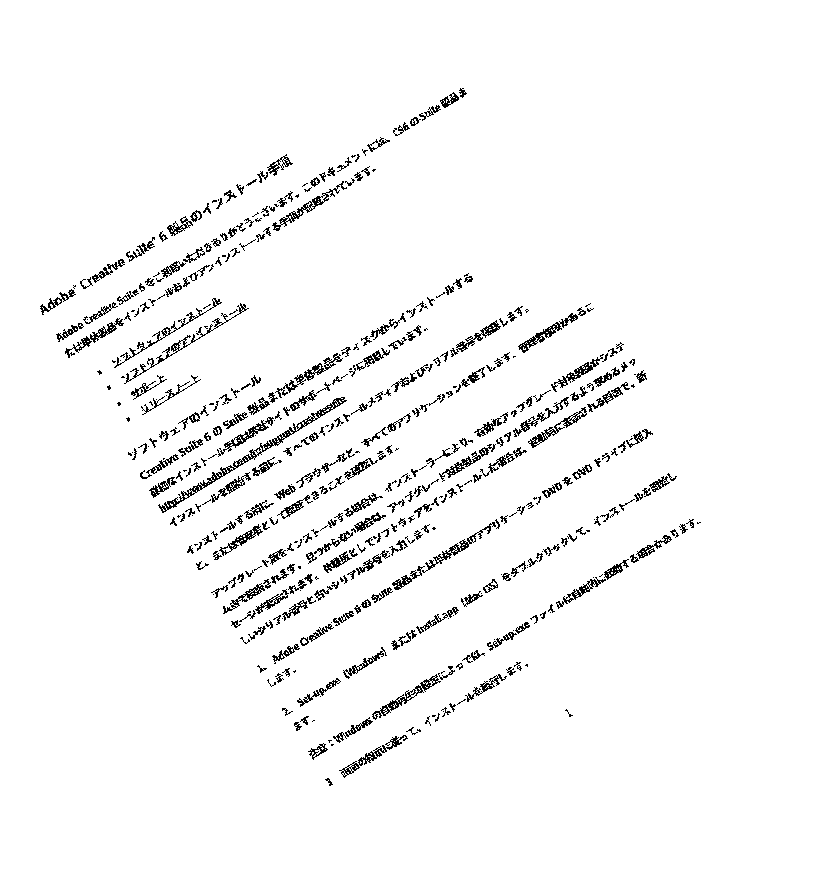 Adobe® Creative Suite® 6 製品のインストール手順
Adobe Creative Suite 6 をご利用いただきありがとうございます。このドキュメントには、CS6 の Suite 製品ま
たは単体製品をインストールおよびアンインストールする手順が記載されています。
• ソフトウェアのインストール
• ソフトウェアのアンインストール
• サポート
• リリースノート
ソフトウェアのインストール
Creative Suite 6 の Suite 製品または単体製品をディスクからインストールする
詳細なインストール手順は弊社サイトのサポートページに用意しています。
インストールを開始する前に、すべてのインストールメディアおよびシリアル番号を確認します。
インストールする前に、Web ブラウザーなど、すべてのアプリケーションを終了します。管理者権限があるこ
と、または管理者として認証できることを確認します。
アップグレード版をインストールする場合は、インストーラーにより、有効なアップグレード対象製品がシステ
ム内で検索されます。見つからない場合は、アップグレード対象製品のシリアル番号を入力するよう求めるメッ
セージが表示されます。体験版としてソフトウェアをインストールした場合は、起動時に表示される画面で、新
しいシリアル番号と古いシリアル番号を入力します。
1. Adobe Creative Suite 6 の Suite 製品または単体製品のアプリケーション DVD を DVD ドライブに挿入
します。
2. Set-up.exe（Windows）または Install.app（Mac OS）をダブルクリックして、インストールを開始し
ます。
注意：Windows の自動再生の設定によっては、Set-up.exe ファイルは自動的に起動する場合があります。
3 画面の指示に従って、インストールを続行します。
1